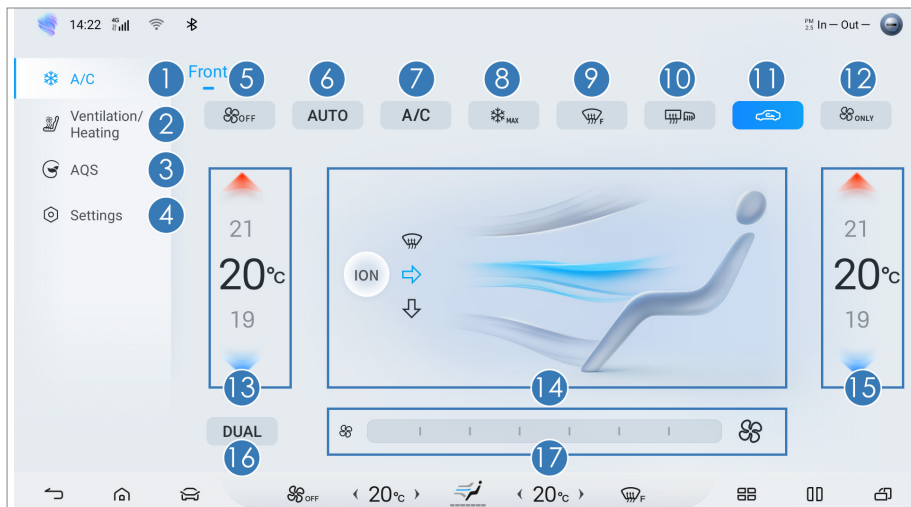 14:22 4G
PM 2.5 In — Out —
A/C 1
Front
5 6 7 8 9 10 11 12
OFF AUTO A/C MAX F ONLY
Ventilation/
Heating 2
AQS 3
Settings 4
21 21
20°C ION 20°C
19 19
13 14 15
DUAL
16 17
OFF 20°C 20°C F